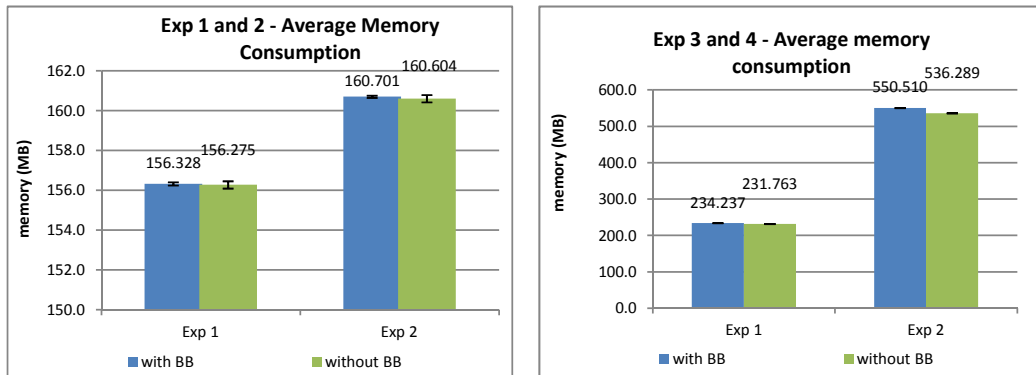 Exp 1 and 2 - Average Memory
Consumption
162.0
160.0
158.0
156.0
154.0
152.0
150.0
memory (MB)
156.328
156.275
160.701
160.604
Exp 1
Exp 2
with BB
without BB
Exp 3 and 4 - Average memory
consumption
600.0
500.0
400.0
300.0
200.0
100.0
0.0
memory (MB)
234.237
231.763
550.510
536.289
Exp 1
Exp 2
with BB
without BB